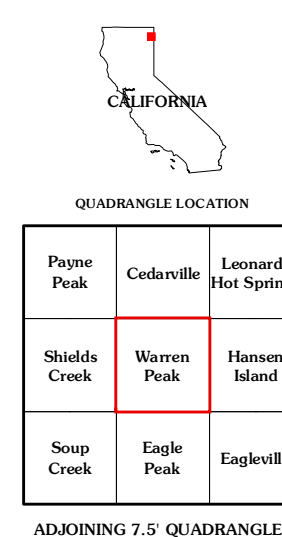 CALIFORNIA
QUADRANGLE LOCATION
Payne
Peak
Cedarville
Leonard
Hot Sprin
Shields
Creek
Warren
Peak
Hansen
Island
Soup
Creek
Eagle
Peak
Eaglevill
ADJOINING 7.5' QUADRANGLE